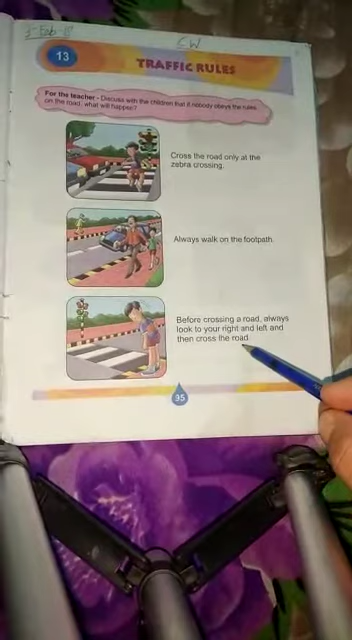 CW
13
TRAFFIC RULES
For the teacher - Discuss with the children that if nobody obeys the rules
on the road, what will happen?
Cross the road only at the
zebra crossing.
Always walk on the footpath.
Before crossing a road, always
look to your right and left and
then cross the road
95